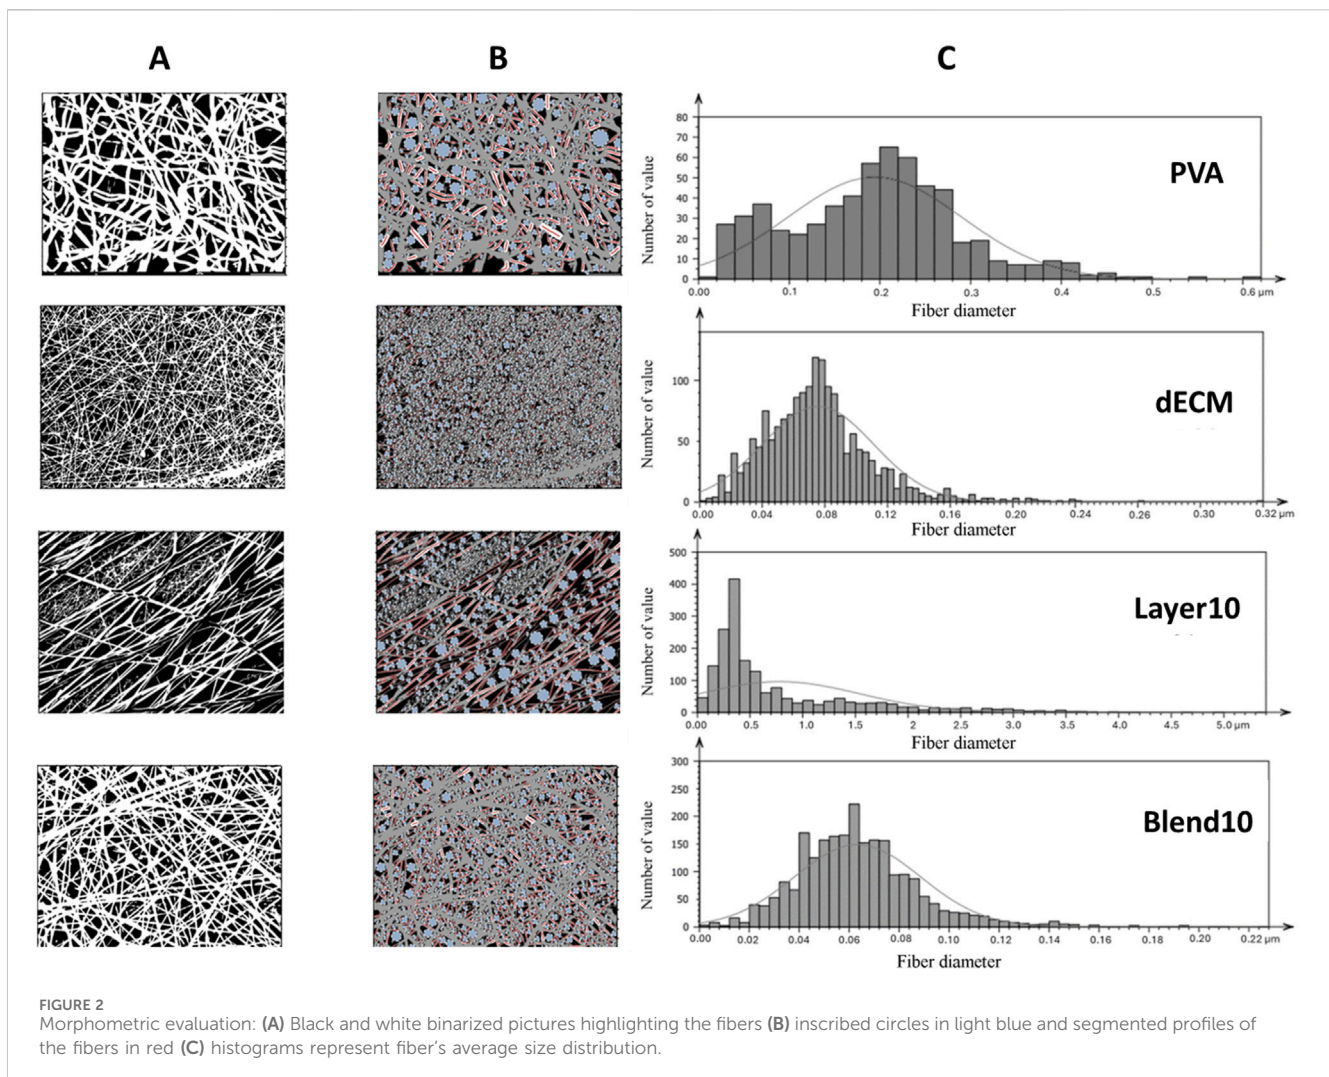 A
B
C
80
70
60
50
40
30
20
10
0
Number of value
PVA
0.00
0.1
0.2
0.3
0.4
0.5
0.6 µm
Fiber diameter
100
50
0
Number of value
dECM
0.00
0.04
0.08
0.12
0.16
0.20
0.24
0.26
0.30
0.32 µm
Fiber diameter
500
400
300
200
100
0
Number of value
Layer10
0.00
0.5
1.0
1.5
2
2.5
3.0
3.5
4.0
4.5
5.0 µm
Fiber diameter
300
250
200
150
100
50
0
Number of value
Blend10
0.00
0.02
0.04
0.06
0.08
0.10
0.12
0.14
0.16
0.18
0.20
0.22 µm
Fiber diameter
FIGURE 2
Morphometric evaluation: (A) Black and white binarized pictures highlighting the fibers (B) inscribed circles in light blue and segmented profiles of
the fibers in red (C) histograms represent fiber's average size distribution.